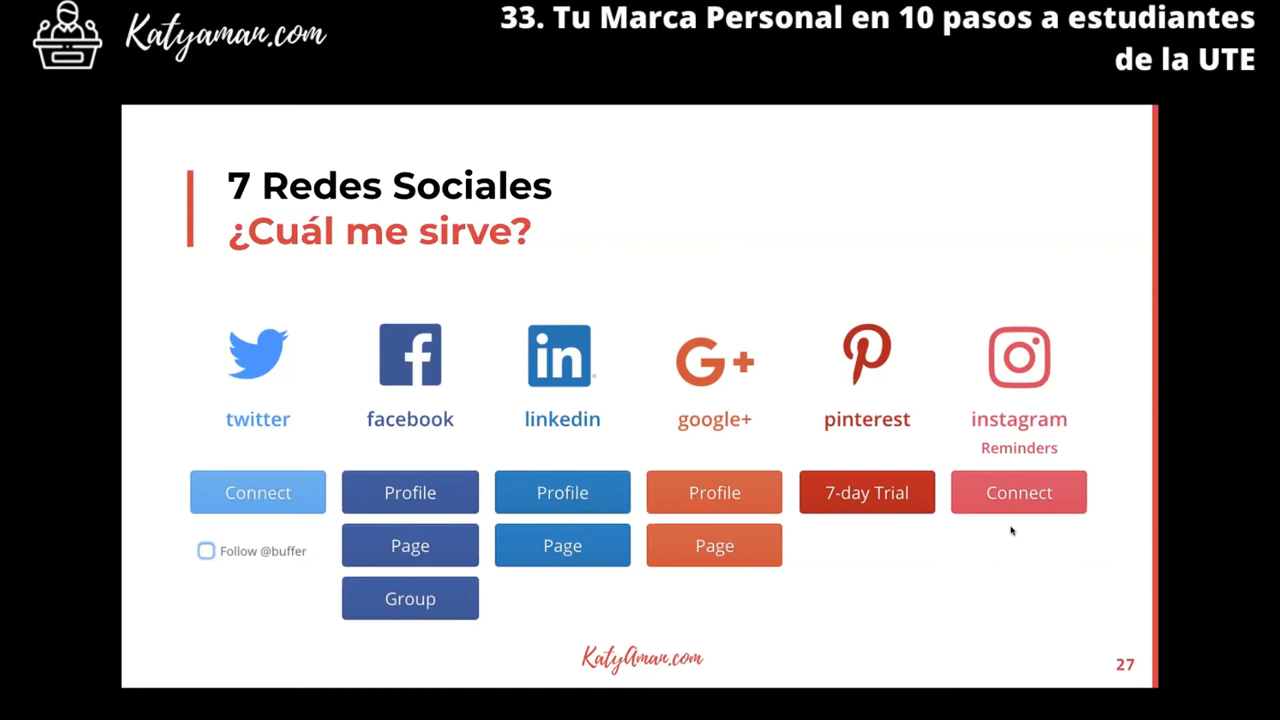 Katyaman.com
33. Tu Marca Personal en 10 pasos a estudiantes
de la UTE
7 Redes Sociales
¿Cuál me sirve?
in
G+
twitter
facebook
linkedin
google+
pinterest
instagram
Reminders
Connect
Profile
Profile
Profile
7-day Trial
Connect
Follow @buffer
Page
Page
Page
Group
KatyAman.com
27